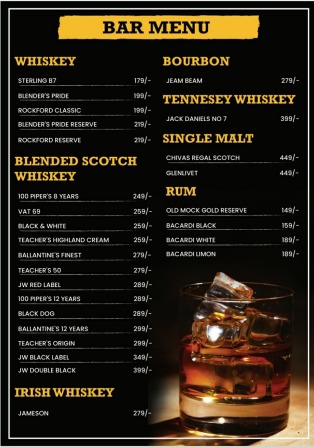 BAR MENU
WHISKEY
STERLING B7 179/-
BLENDER'S PRIDE 199/-
ROCKFORD CLASSIC 199/-
BLENDER'S PRIDE RESERVE 219/-
ROCKFORD RESERVE 219/-
BLENDED SCOTCH
WHISKEY
100 PIPER'S 8 YEARS 249/-
VAT 69 259/-
BLACK & WHITE 259/-
TEACHER'S HIGHLAND CREAM 259/-
BALLANTINE'S FINEST 279/-
TEACHER'S 50 279/-
JW RED LABEL 289/-
100 PIPER'S 12 YEARS 289/-
BLACK DOG 289/-
BALLANTINE'S 12 YEARS 299/-
TEACHER'S ORIGIN 299/-
JW BLACK LABEL 349/-
JW DOUBLE BLACK 399/-
IRISH WHISKEY
JAMESON 279/-
BOURBON
JEAM BEAM 279/-
TENNESEY WHISKEY
JACK DANIELS NO 7 399/-
SINGLE MALT
CHIVAS REGAL SCOTCH 449/-
GLENLIVET 449/-
RUM
OLD MOCK GOLD RESERVE 149/-
BACARDI BLACK 159/-
BACARDI WHITE 189/-
BACARDI LIMON 189/-